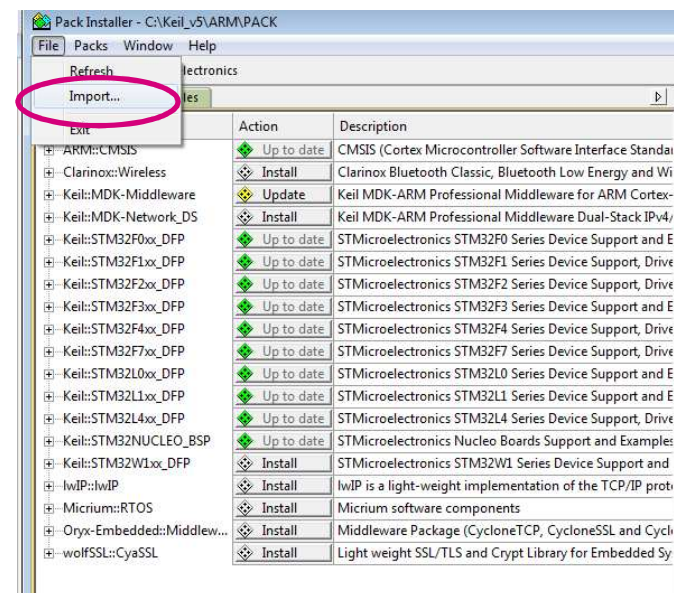 Pack Installer - C:\Keil_v5\ARM\PACK
File Packs Window Help
Refresh lectronics
Import... les
Exit Action Description
ARM::CMSIS Up to date CMSIS (Cortex Microcontroller Software Interface Standar
Clarinox::Wireless Install Clarinox Bluetooth Classic, Bluetooth Low Energy and Wi
Keil::MDK-Middleware Update Keil MDK-ARM Professional Middleware for ARM Cortex-
Keil::MDK-Network_DS Install Keil MDK-ARM Professional Middleware Dual-Stack IPv4/
Keil::STM32F0xx_DFP Up to date STMicroelectronics STM32F0 Series Device Support and E
Keil::STM32F1xx_DFP Up to date STMicroelectronics STM32F1 Series Device Support, Drive
Keil::STM32F2xx_DFP Up to date STMicroelectronics STM32F2 Series Device Support, Drive
Keil::STM32F3xx_DFP Up to date STMicroelectronics STM32F3 Series Device Support and E
Keil::STM32F4xx_DFP Up to date STMicroelectronics STM32F4 Series Device Support, Drive
Keil::STM32F7xx_DFP Up to date STMicroelectronics STM32F7 Series Device Support, Drive
Keil::STM32L0xx_DFP Up to date STMicroelectronics STM32L0 Series Device Support and E
Keil::STM32L1xx_DFP Up to date STMicroelectronics STM32L1 Series Device Support and E
Keil::STM32L4xx_DFP Up to date STMicroelectronics STM32L4 Series Device Support, Drive
Keil::STM32NUCLEO_BSP Up to date STMicroelectronics Nucleo Boards Support and Examples
Keil::STM32W1xx_DFP Install STMicroelectronics STM32W1 Series Device Support and
lwIP::lwIP Install lwIP is a light-weight implementation of the TCP/IP proto
Micrium::RTOS Install Micrium software components
Oryx-Embedded::Middlew... Install Middleware Package (CycloneTCP, CycloneSSL and Cycl
wolfSSL::CyaSSL Install Light weight SSL/TLS and Crypt Library for Embedded Sy